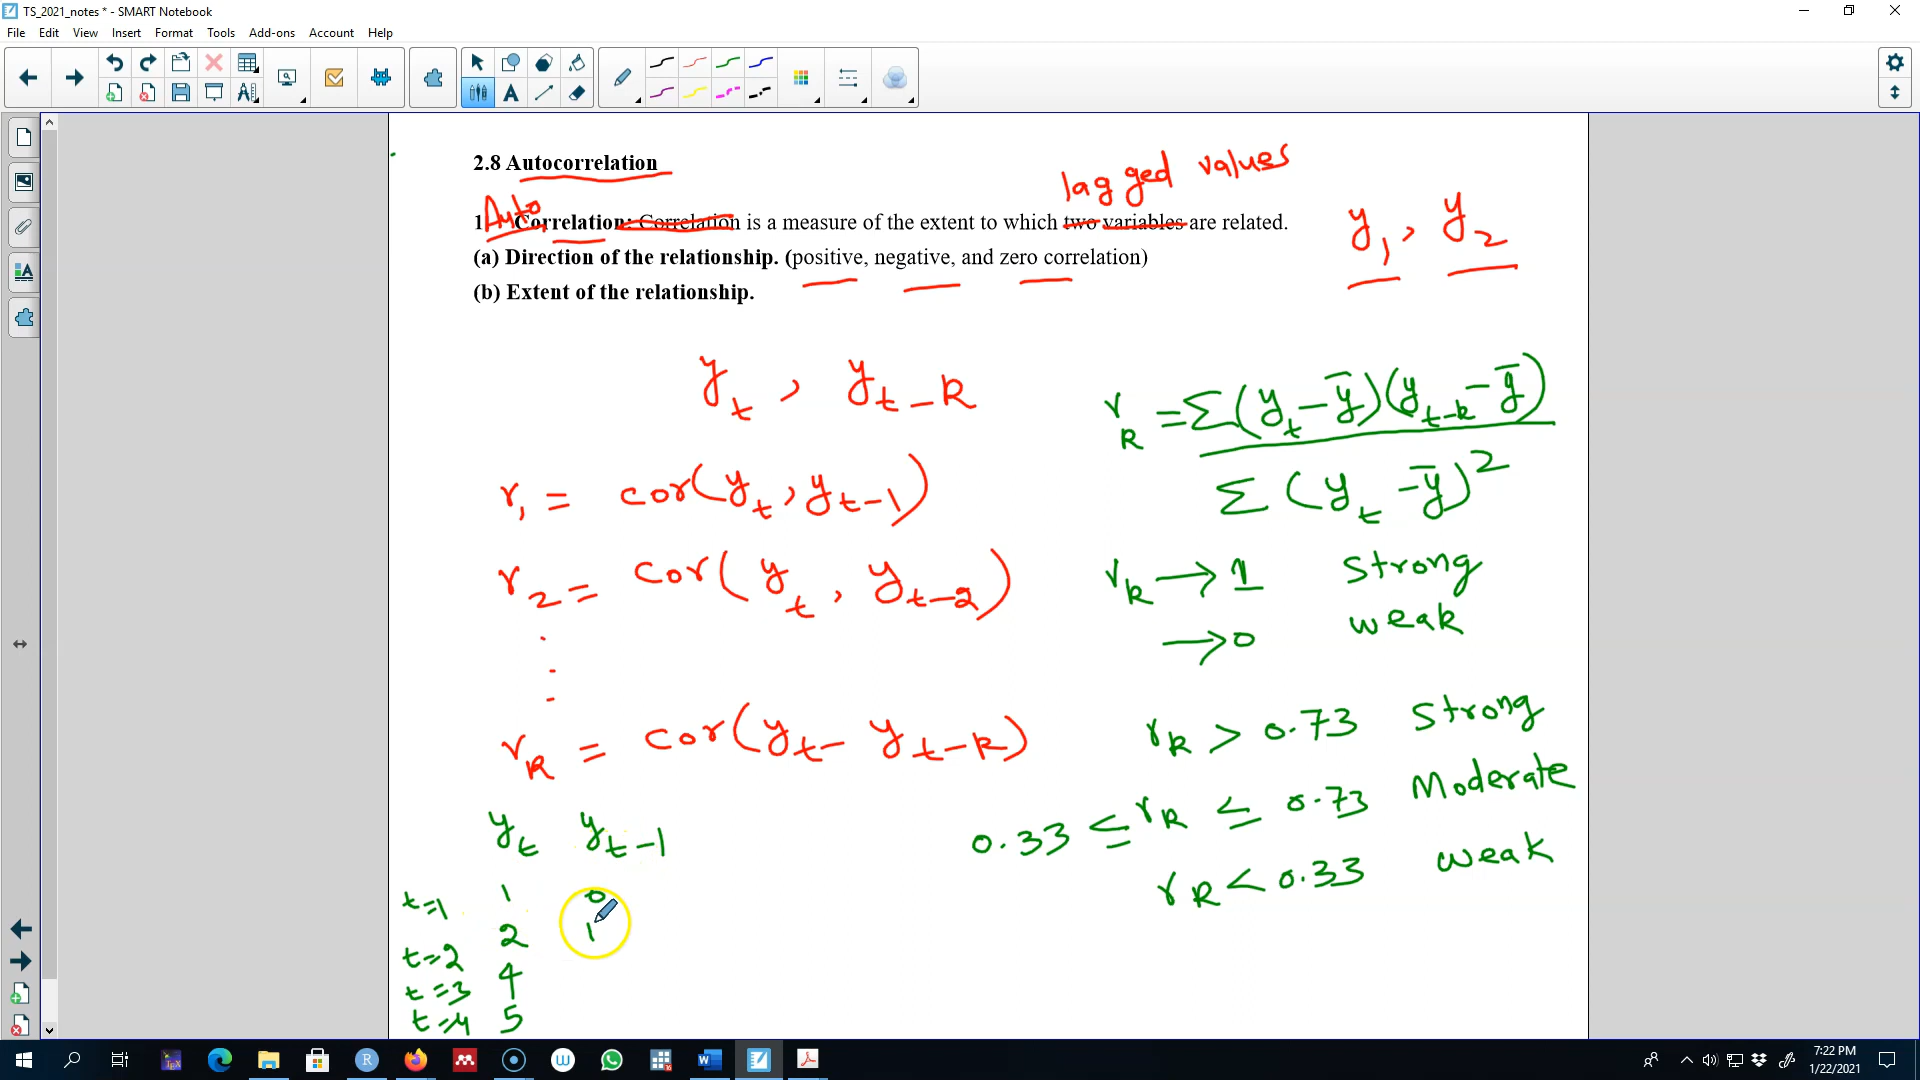 TS_2021_notes * - SMART Notebook
File Edit View Insert Format Tools Add-ons Account Help
2.8 Autocorrelation
lagged values
Auto
1. Correlation: Correlation is a measure of the extent to which two variables are related.
y1, y2
(a) Direction of the relationship. (positive, negative, and zero correlation)
(b) Extent of the relationship.
yt, yt-k
rk = Σ(yt - ȳ)(yt-k - ȳ)
Σ(yt - ȳ)2
r1 = cor(yt, yt-1)
r2 = cor(yt, yt-2)
rk → 1 strong
→ 0 weak
rk = cor(yt- yt-k)
rk > 0.73 strong
0.33 ≤ rk ≤ 0.73 Moderate
rk < 0.33 weak
yt yt-1
t=1 1 0
t=2 2 1
t=3 4
t=4 5
7:22 PM
1/22/2021